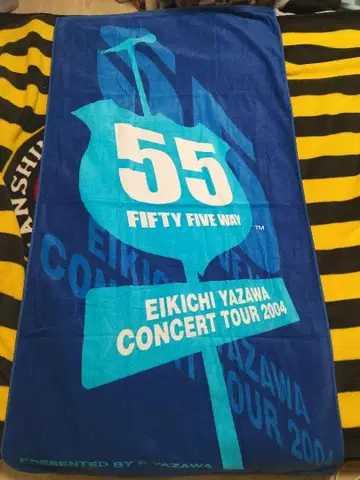 55
FIFTY FIVE WAY
™
EIKICHI YAZAWA
CONCERT TOUR 2004
EIKICHI YAZAWA
CONCERT TOUR 2004
PRESENTED BY E.YAZAWA